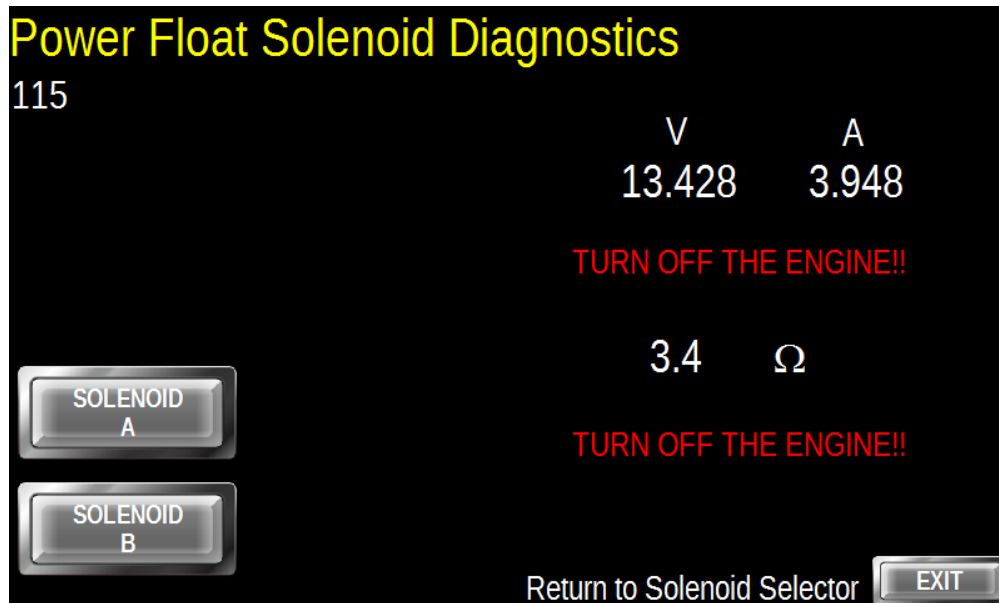 Power Float Solenoid Diagnostics
115
V A
13.428 3.948
TURN OFF THE ENGINE!!
3.4 Ω
SOLENOID
A
TURN OFF THE ENGINE!!
SOLENOID
B
Return to Solenoid Selector EXIT